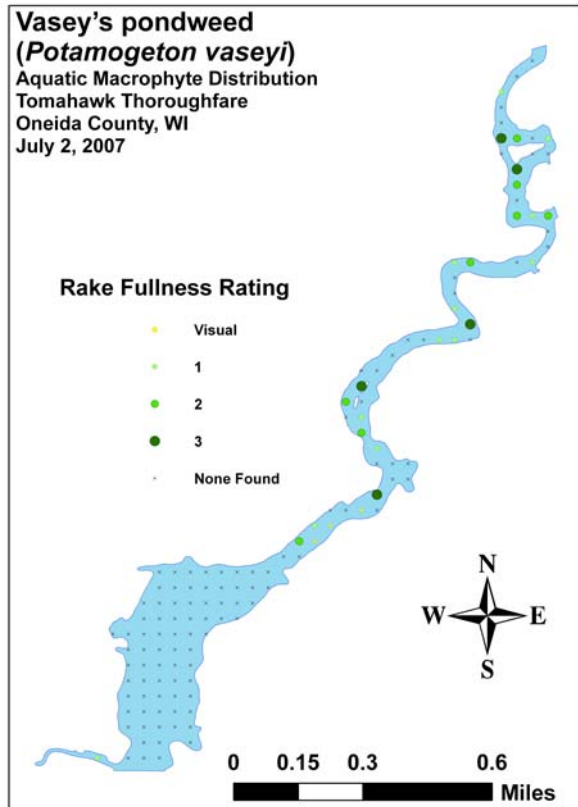 Vasey's pondweed
(Potamogeton vaseyi)
Aquatic Macrophyte Distribution
Tomahawk Thoroughfare
Oneida County, WI
July 2, 2007
Rake Fullness Rating
Visual
1
2
3
None Found
N
W E
S
0 0.15 0.3 0.6
Miles